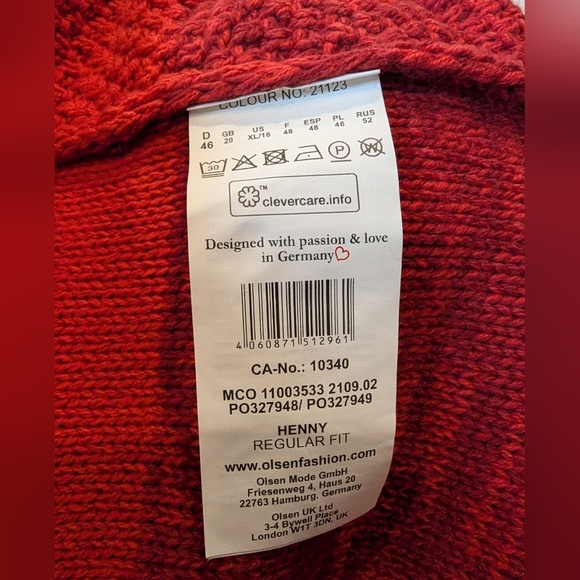 COLOUR NO: 21123
D GB US F ESP PL RUS
46 20 XL/16 48 48 46 52
30 P W
™ clevercare.info
Designed with passion & love
in Germany
4 060871 512961
CA-No.: 10340
MCO 11003533 2109.02
PO327948/ PO327949
HENNY
REGULAR FIT
www.olsenfashion.com
Olsen Mode GmbH
Friesenweg 4, Haus 20
22763 Hamburg, Germany
Olsen UK Ltd
3-4 Bywell Place
London W1T 3DN, UK